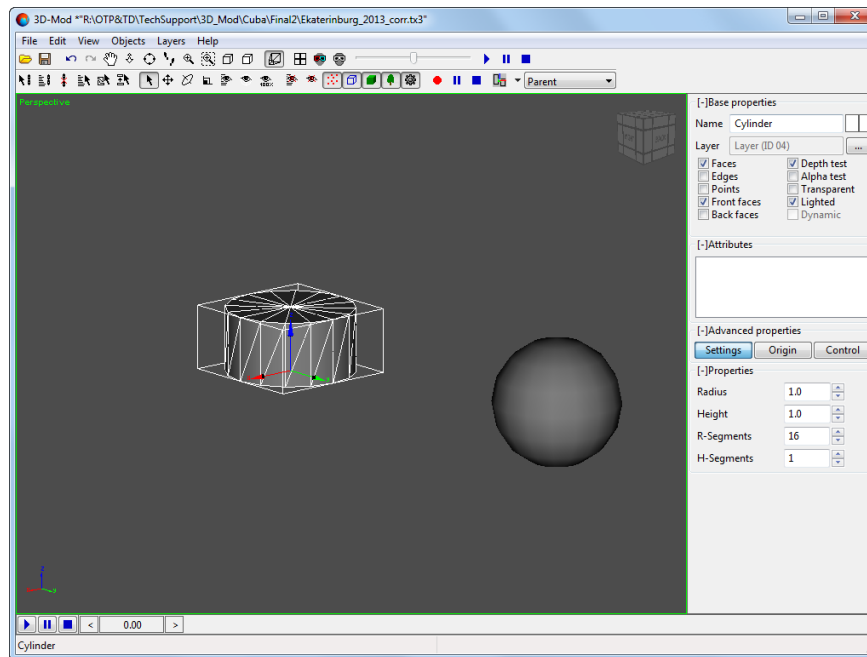 3D-Mod *"R:\OTP&TD\TechSupport\3D_Mod\Cuba\Final2\Ekaterinburg_2013_corr.tx3"
File Edit View Objects Layers Help
Parent
Perspective
[-]Base properties
Name Cylinder
Layer Layer (ID 04) ...
Faces Depth test
Edges Alpha test
Points Transparent
Front faces Lighted
Back faces Dynamic
[-]Attributes
[-]Advanced properties
Settings Origin Control
[-]Properties
Radius 1.0
Height 1.0
R-Segments 16
H-Segments 1
< 0.00 >
Cylinder